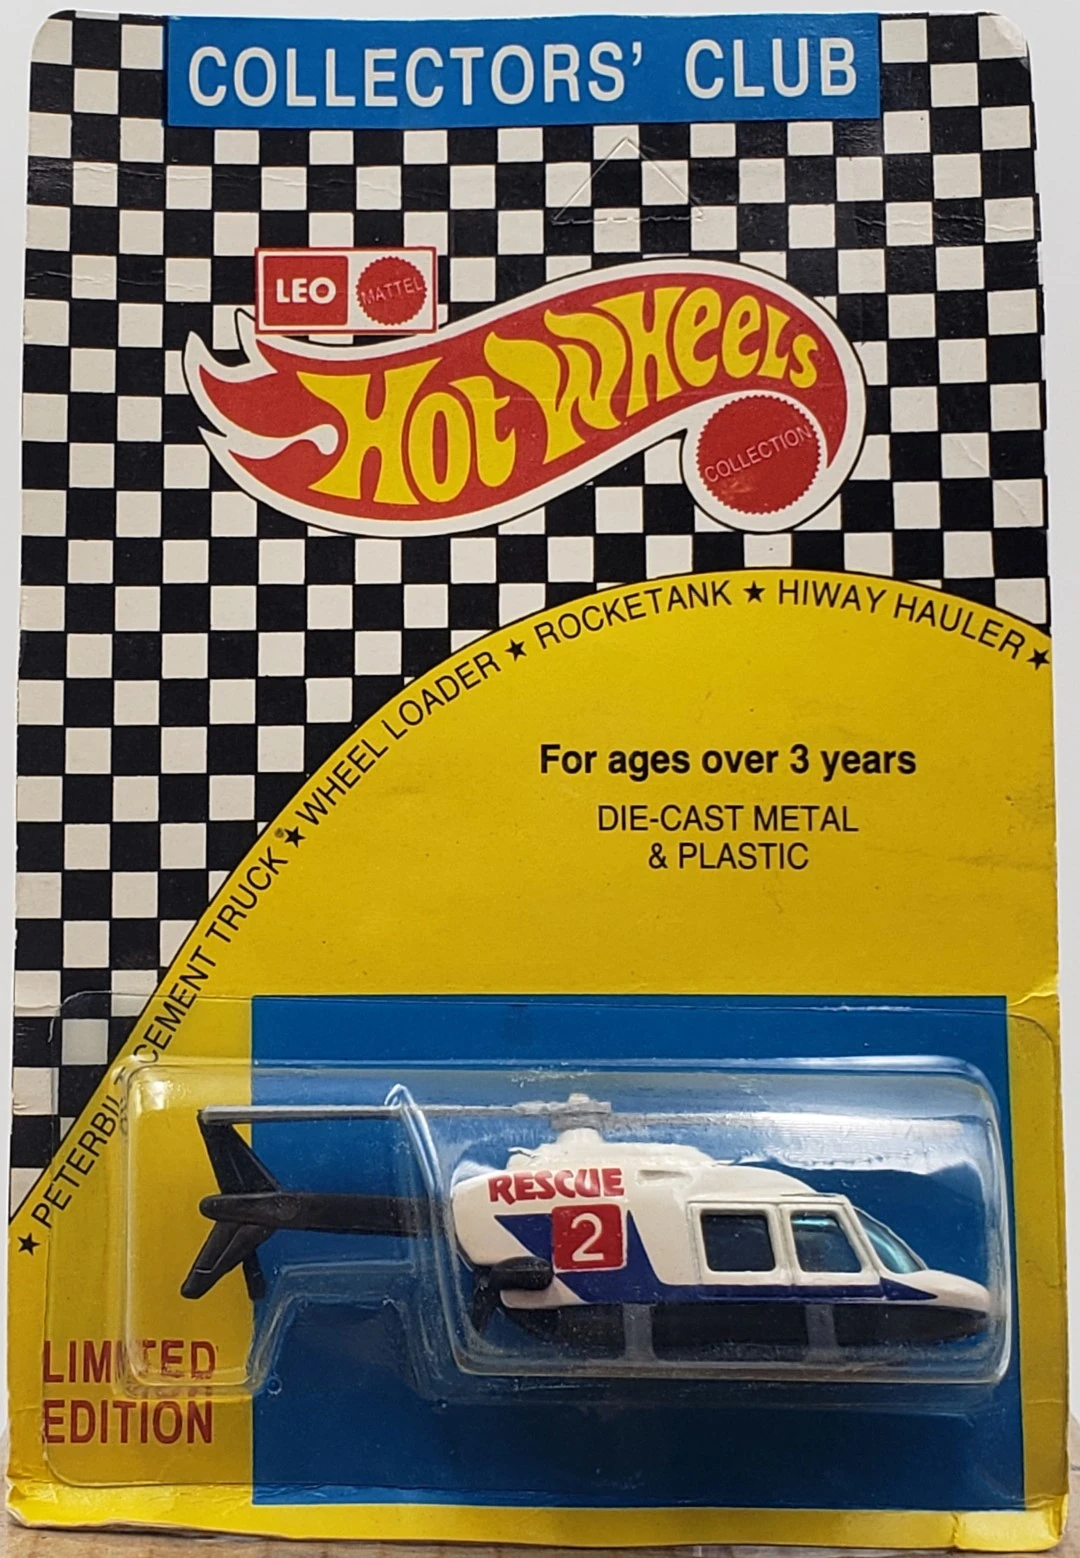 COLLECTORS' CLUB
LEO
MATTEL
HOT WHEELS
COLLECTION
★ PETERBILT CEMENT TRUCK ★ WHEEL LOADER ★ ROCKETANK ★ HIWAY HAULER ★
For ages over 3 years
DIE-CAST METAL
& PLASTIC
RESCUE
2
LIMITED
EDITION